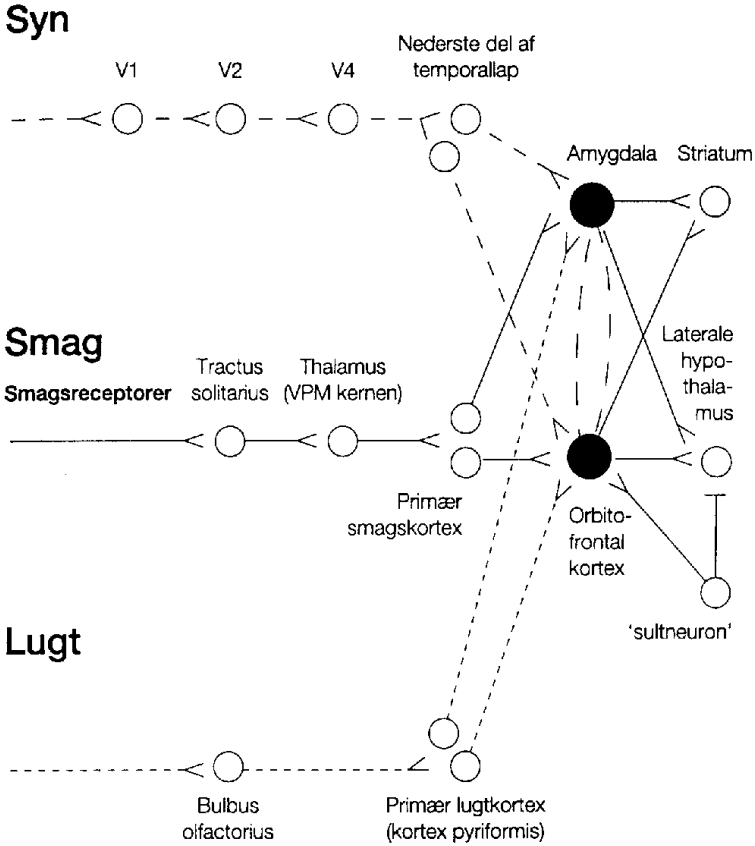 Syn
V1
V2
V4
Nederste del af
temporallap
Amygdala
Striatum
Smag
Smagsreceptorer
Tractus
solitarius
Thalamus
(VPM kernen)
Primær
smagskortex
Laterale
hypo-
thala-
mus
Orbito-
frontal
kortex
'sultneuron'
Lugt
Bulbus
olfactorius
Primær lugtkortex
(kortex pyriformis)